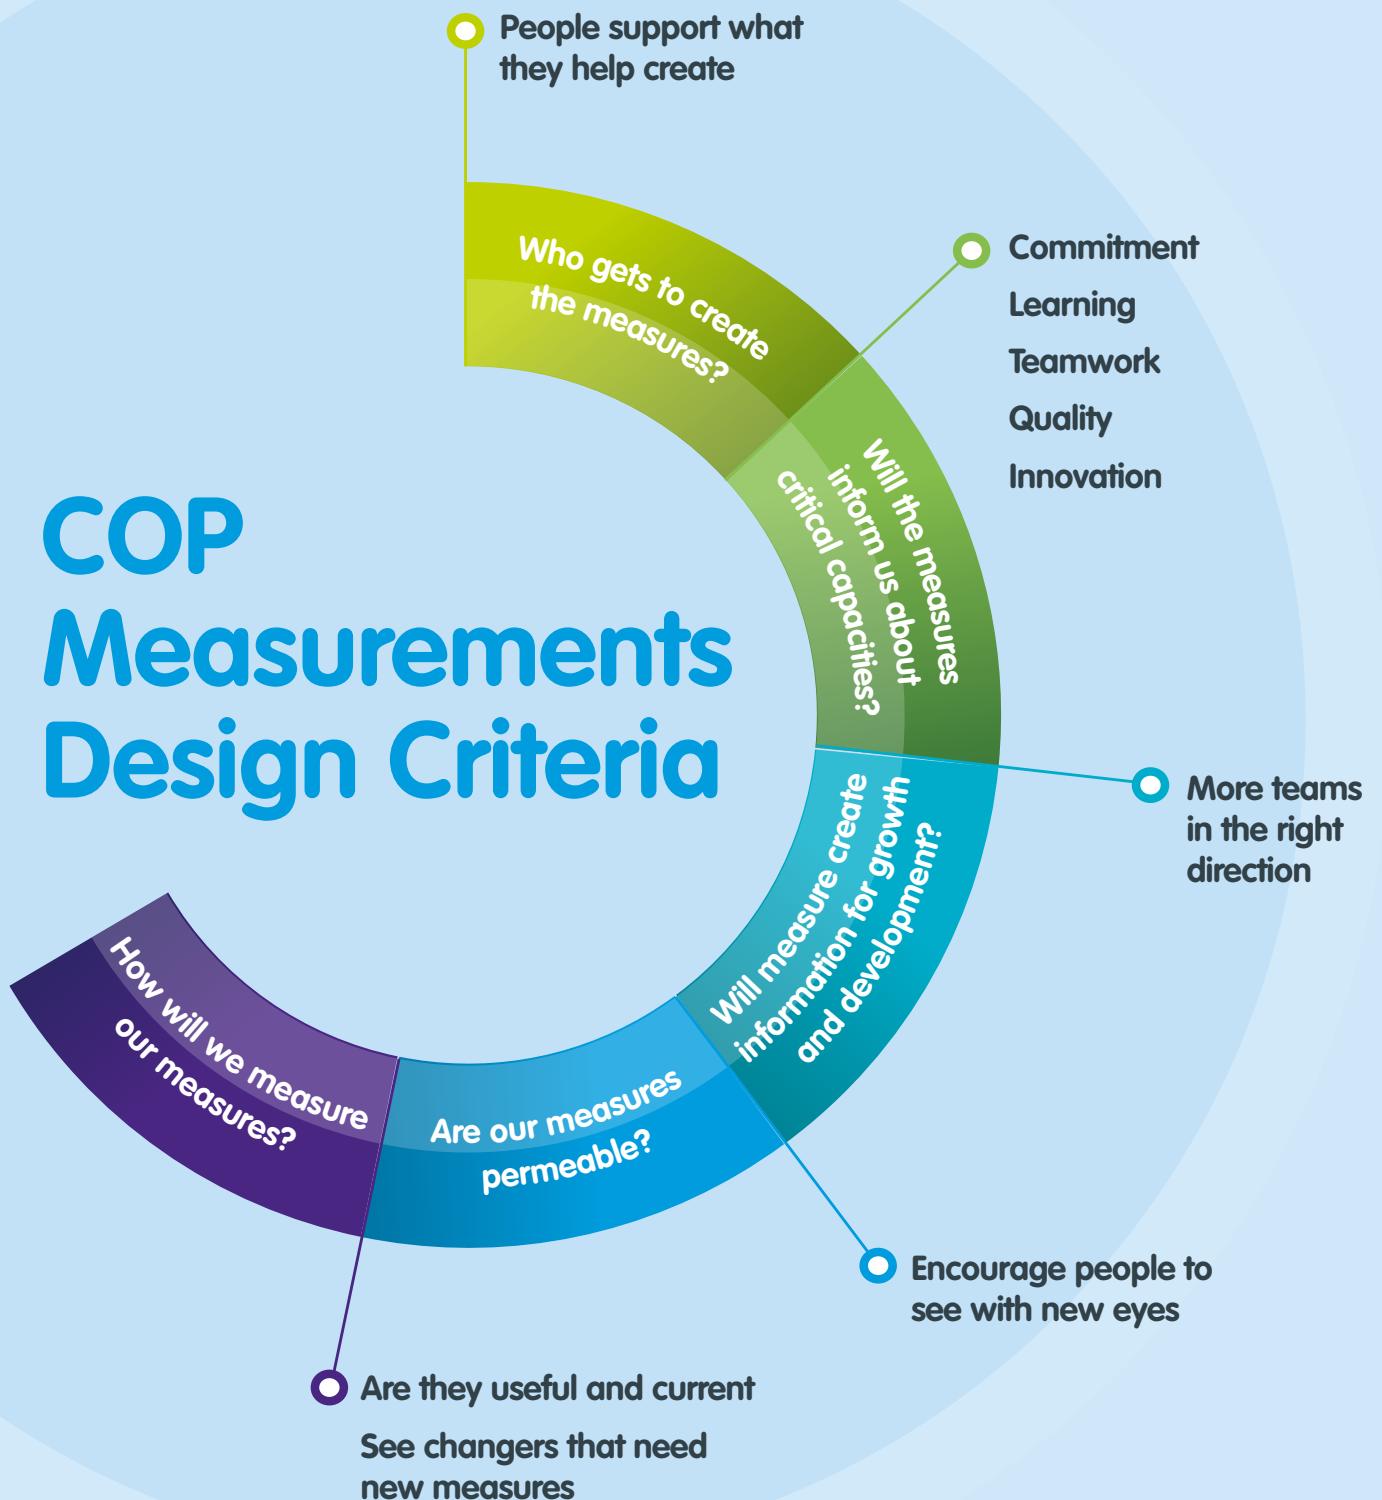 People support what
they help create
Who gets to create
the measures?
Commitment
Learning
Teamwork
Quality
Innovation
Will the measures
inform us about
critical capacities?
COP
Measurements
Design Criteria
More teams
in the right
direction
Will measure create
information for growth
and development?
Encourage people to
see with new eyes
Are our measures
permeable?
How will we measure
our measures?
Are they useful and current
See changers that need
new measures